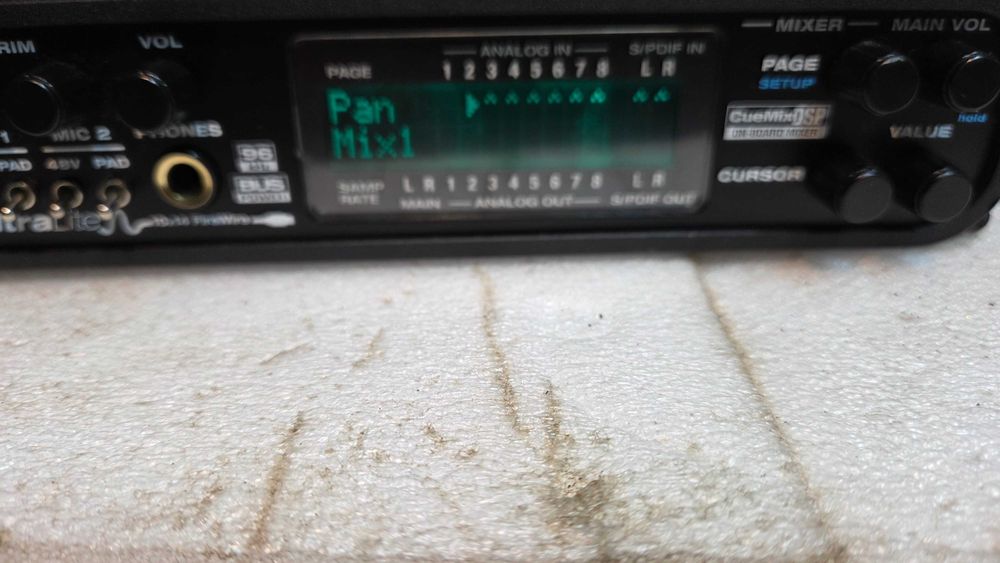 RIM
VOL
1
MIC 2
PHONES
PAD
48V
PAD
96
BUS
POWER
traLite
PAGE
ANALOG IN
S/PDIF IN
1 2 3 4 5 6 7 8
L R
Pan
Mix1
SAMP
RATE
L R 1 2 3 4 5 6 7 8
L R
MAIN
ANALOG OUT
S/PDIF OUT
MIXER
MAIN VOL
PAGE
SETUP
CueMix DSP
ON-BOARD MIXER
hold
VALUE
CURSOR